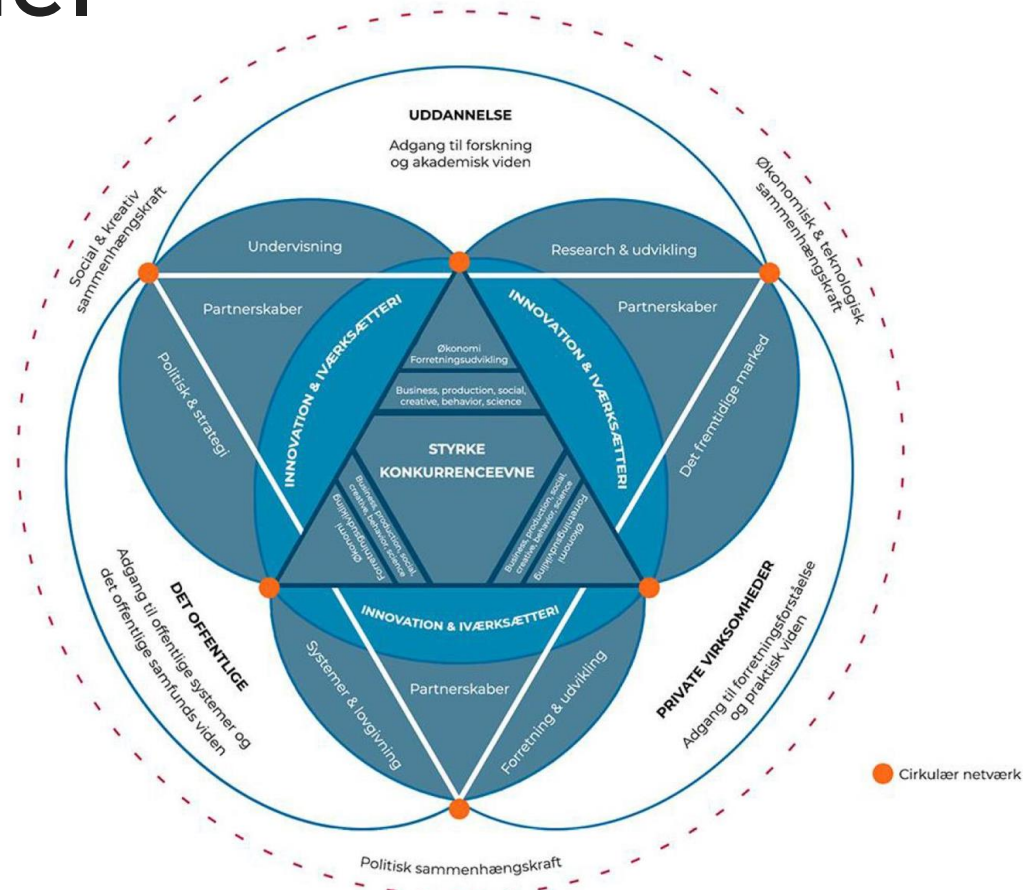 UDDANNELSE
Adgang til forskning
og akademisk viden
Social & kreativ
sammenhængskraft
Økonomisk & teknologisk
sammenhængskraft
Undervisning
Research & udvikling
Partnerskaber
Partnerskaber
Politisk & strategi
Det fremtidige marked
INNOVATION & IVÆRKSÆTTERI
INNOVATION & IVÆRKSÆTTERI
Økonomi
Forretningsudvikling
Business, production, social,
creative, behavior, science
STYRKE
KONKURRENCEEVNE
Business, production, social,
creative, behavior, science
Forretningsudvikling
Økonomi
Business, production, social,
creative, behavior, science
Forretningsudvikling
Økonomi
INNOVATION & IVÆRKSÆTTERI
DET OFFENTLIGE
Adgang til offentlige systemer og
det offentlige samfunds viden
PRIVATE VIRKSOMHEDER
Adgang til forretningsforståelse
og praktisk viden
Systemer & lovgivning
Partnerskaber
Forretning & udvikling
Cirkulær netværk
Politisk sammenhængskraft